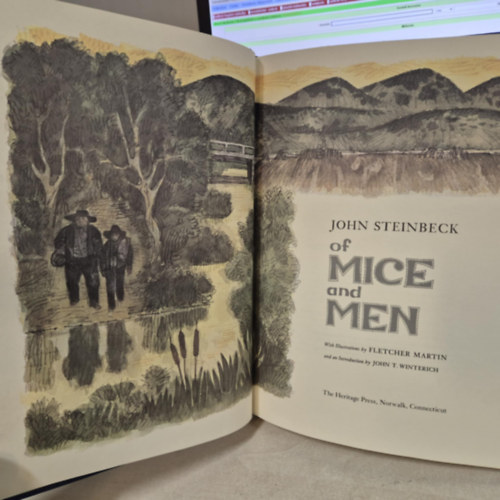 JOHN STEINBECK
of
MICE
and
MEN
With Illustrations by FLETCHER MARTIN
and an Introduction by JOHN T. WINTERICH
The Heritage Press, Norwalk, Connecticut